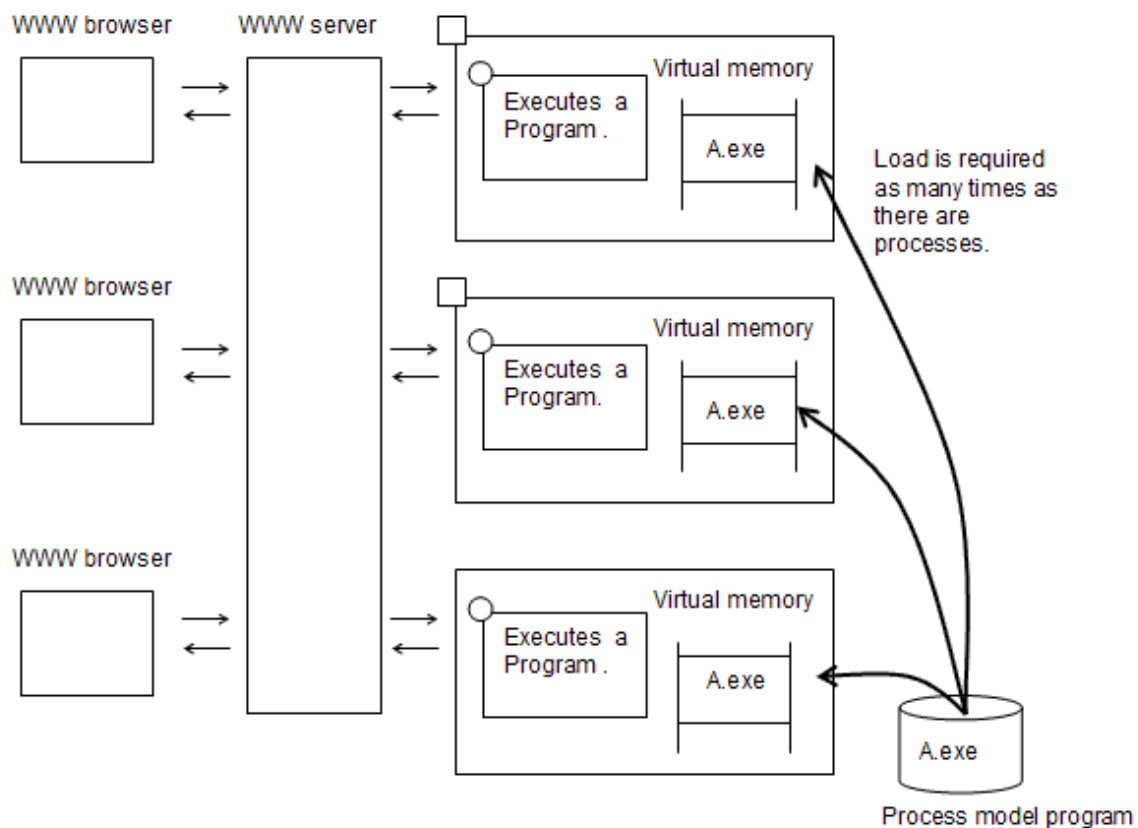 WWW browser
WWW server
Virtual memory
Executes a
Program .
A.exe
Load is required
as many times as
there are
processes.
WWW browser
Virtual memory
Executes a
Program.
A.exe
WWW browser
Virtual memory
Executes a
Program .
A.exe
A.exe
Process model program